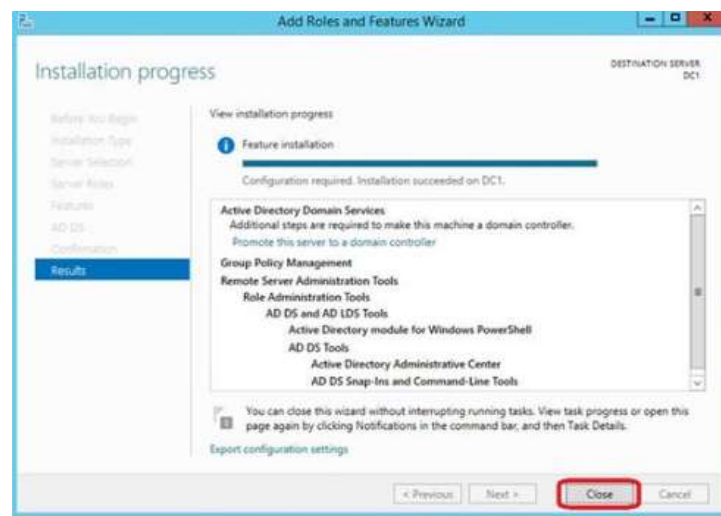 Add Roles and Features Wizard
Installation progress
DESTINATION SERVER
DC1
Before You Begin
Installation Type
Server Selection
Server Roles
Features
AD DS
Confirmation
Results
View installation progress
Feature installation
Configuration required. Installation succeeded on DC1.
Active Directory Domain Services
Additional steps are required to make this machine a domain controller.
Promote this server to a domain controller
Group Policy Management
Remote Server Administration Tools
Role Administration Tools
AD DS and AD LDS Tools
Active Directory module for Windows PowerShell
AD DS Tools
Active Directory Administrative Center
AD DS Snap-Ins and Command-Line Tools
You can close this wizard without interrupting running tasks. View task progress or open this
page again by clicking Notifications in the command bar, and then Task Details.
Export configuration settings
< Previous
Next >
Close
Cancel